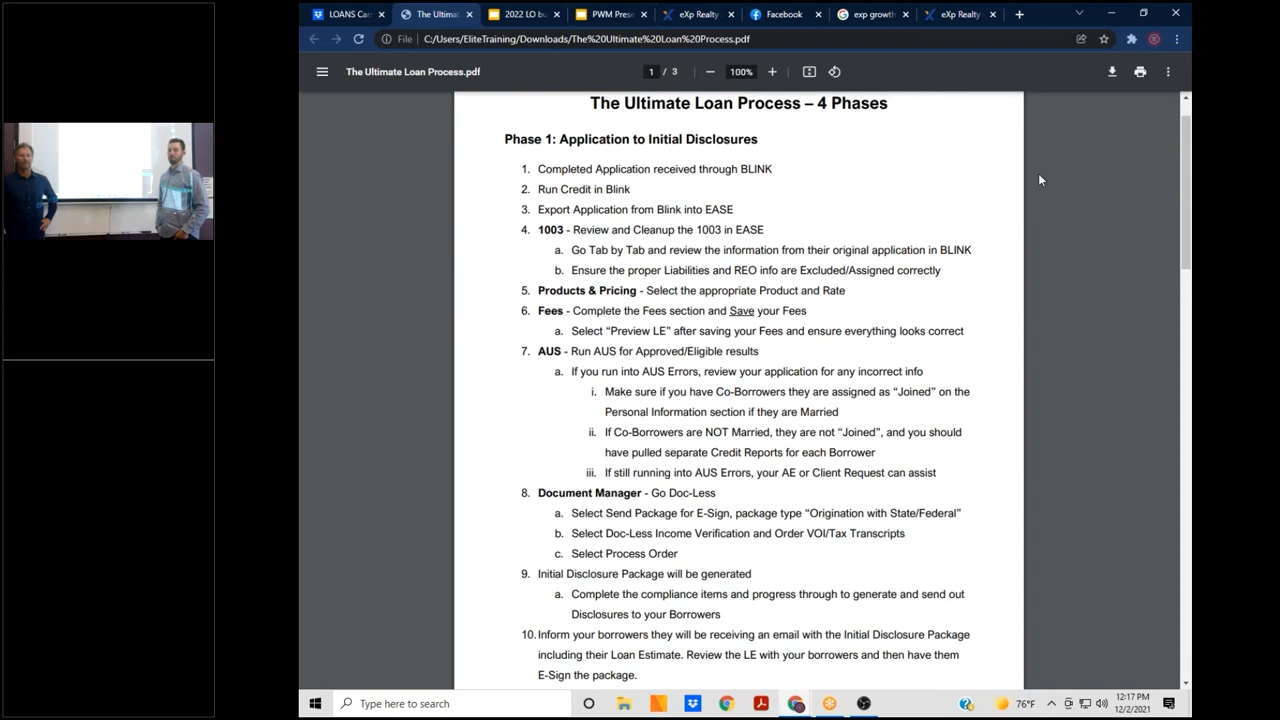 LOANS Car
The Ultimat
2022 LO bu
PWM Prese
eXp Realty
Facebook
exp growth
eXp Realty
File
C:/Users/EliteTraining/Downloads/The%20Ultimate%20Loan%20Process.pdf
The Ultimate Loan Process.pdf
1 / 3
100%
The Ultimate Loan Process – 4 Phases
Phase 1: Application to Initial Disclosures
1. Completed Application received through BLINK
2. Run Credit in Blink
3. Export Application from Blink into EASE
4. 1003 - Review and Cleanup the 1003 in EASE
a. Go Tab by Tab and review the information from their original application in BLINK
b. Ensure the proper Liabilities and REO info are Excluded/Assigned correctly
5. Products & Pricing - Select the appropriate Product and Rate
6. Fees - Complete the Fees section and Save your Fees
a. Select “Preview LE” after saving your Fees and ensure everything looks correct
7. AUS - Run AUS for Approved/Eligible results
a. If you run into AUS Errors, review your application for any incorrect info
i. Make sure if you have Co-Borrowers they are assigned as “Joined” on the
Personal Information section if they are Married
ii. If Co-Borrowers are NOT Married, they are not “Joined”, and you should
have pulled separate Credit Reports for each Borrower
iii. If still running into AUS Errors, your AE or Client Request can assist
8. Document Manager - Go Doc-Less
a. Select Send Package for E-Sign, package type “Origination with State/Federal”
b. Select Doc-Less Income Verification and Order VOI/Tax Transcripts
c. Select Process Order
9. Initial Disclosure Package will be generated
a. Complete the compliance items and progress through to generate and send out
Disclosures to your Borrowers
10. Inform your borrowers they will be receiving an email with the Initial Disclosure Package
including their Loan Estimate. Review the LE with your borrowers and then have them
E-Sign the package.
Type here to search
76°F
12:17 PM
12/2/2021